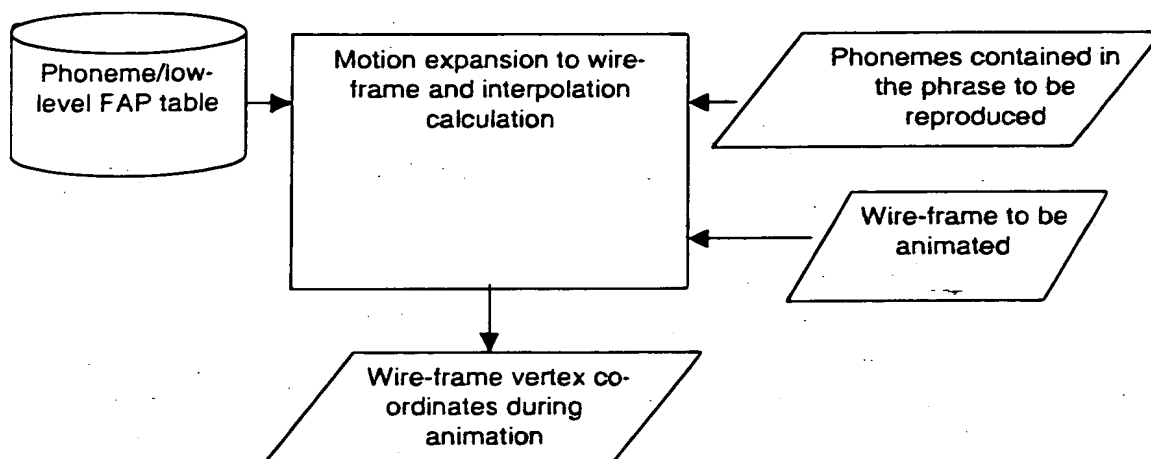 Phoneme/low-
level FAP table
Motion expansion to wire-
frame and interpolation
calculation
Phonemes contained in
the phrase to be
reproduced
Wire-frame to be
animated
Wire-frame vertex co-
ordinates during
animation